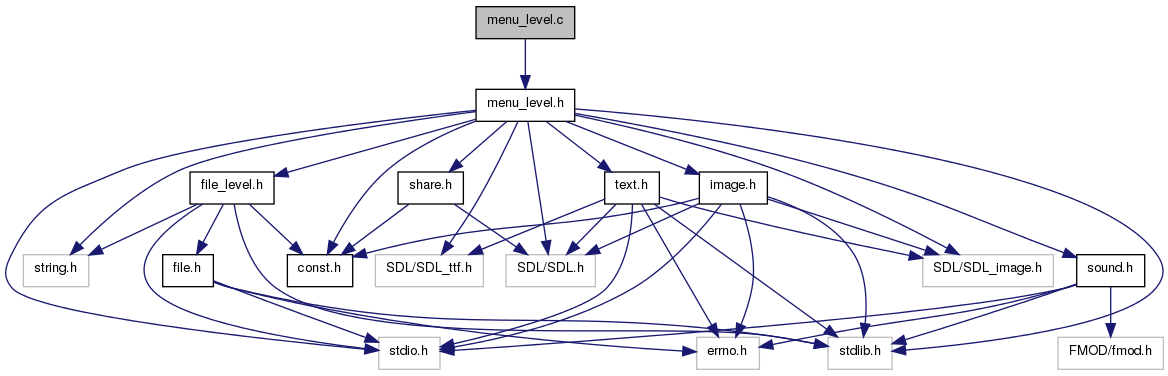 menu_level.c
menu_level.h
file_level.h
share.h
text.h
image.h
string.h
file.h
const.h
SDL/SDL_ttf.h
SDL/SDL.h
SDL/SDL_image.h
sound.h
stdio.h
errno.h
stdlib.h
FMOD/fmod.h